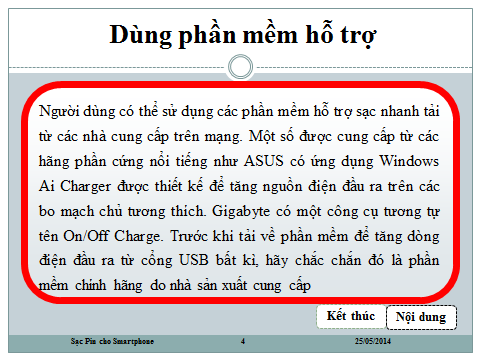 Dùng phần mềm hỗ trợ
Người dùng có thể sử dụng các phần mềm hỗ trợ sạc nhanh tải
từ các nhà cung cấp trên mạng. Một số được cung cấp từ các
hãng phần cứng nổi tiếng như ASUS có ứng dụng Windows
Ai Charger được thiết kế để tăng nguồn điện đầu ra trên các
bo mạch chủ tương thích. Gigabyte có một công cụ tương tự
tên On/Off Charge. Trước khi tải về phần mềm để tăng dòng
điện đầu ra từ cổng USB bất kì, hãy chắc chắn đó là phần
mềm chính hãng do nhà sản xuất cung cấp
Kết thúc
Nội dung
Sạc Pin cho Smartphone
4
25/05/2014